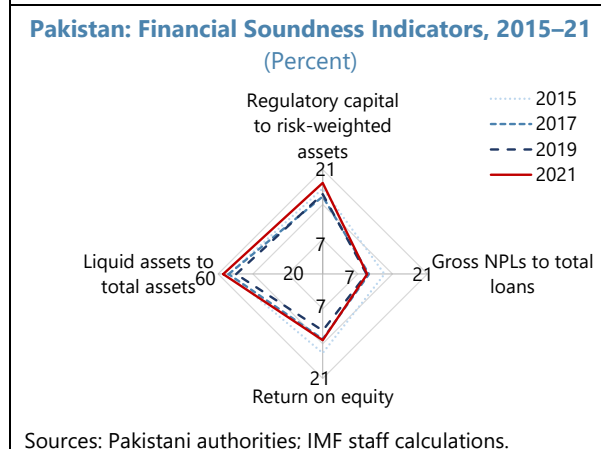 Pakistan: Financial Soundness Indicators, 2015–21
(Percent)
Regulatory capital
to risk-weighted
assets
21
2015
2017
2019
2021
7
Liquid assets to
total assets
60
20
7
21
Gross NPLs to total
loans
7
21
Return on equity
Sources: Pakistani authorities; IMF staff calculations.